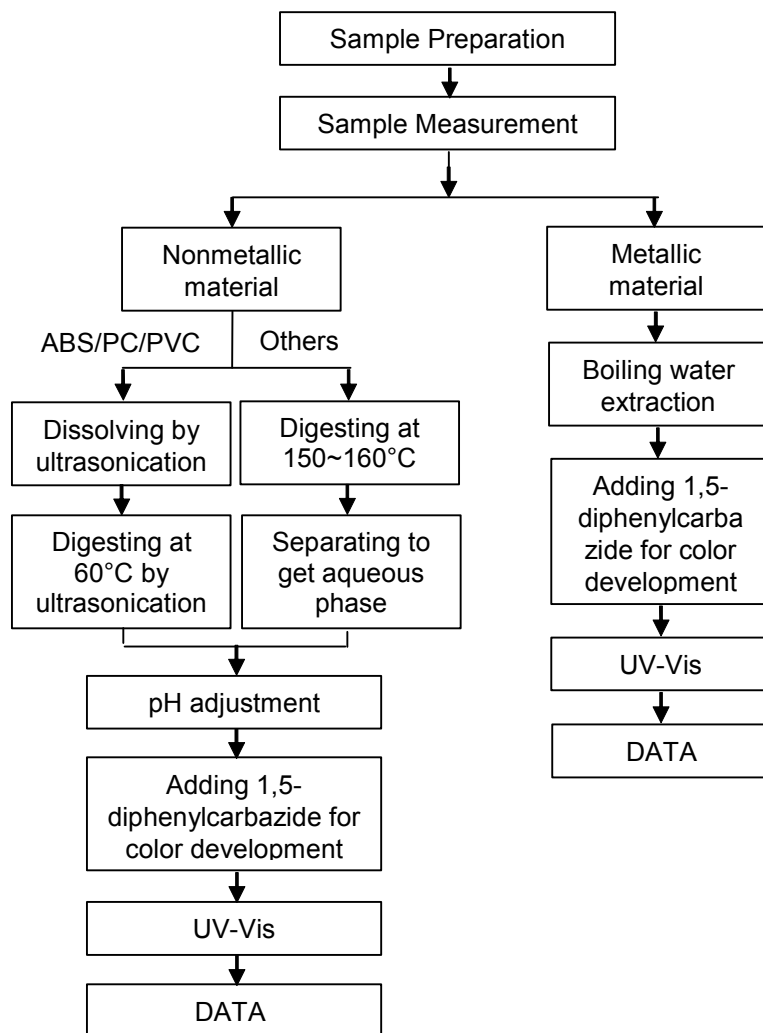 Sample Preparation
Sample Measurement
Nonmetallic
material
ABS/PC/PVC
Others
Dissolving by
ultrasonication
Digesting at
150~160°C
Digesting at
60°C by
ultrasonication
Separating to
get aqueous
phase
pH adjustment
Adding 1,5-
diphenylcarbazide for
color development
UV-Vis
DATA
Metallic
material
Boiling water
extraction
Adding 1,5-
diphenylcarba
zide for color
development
UV-Vis
DATA